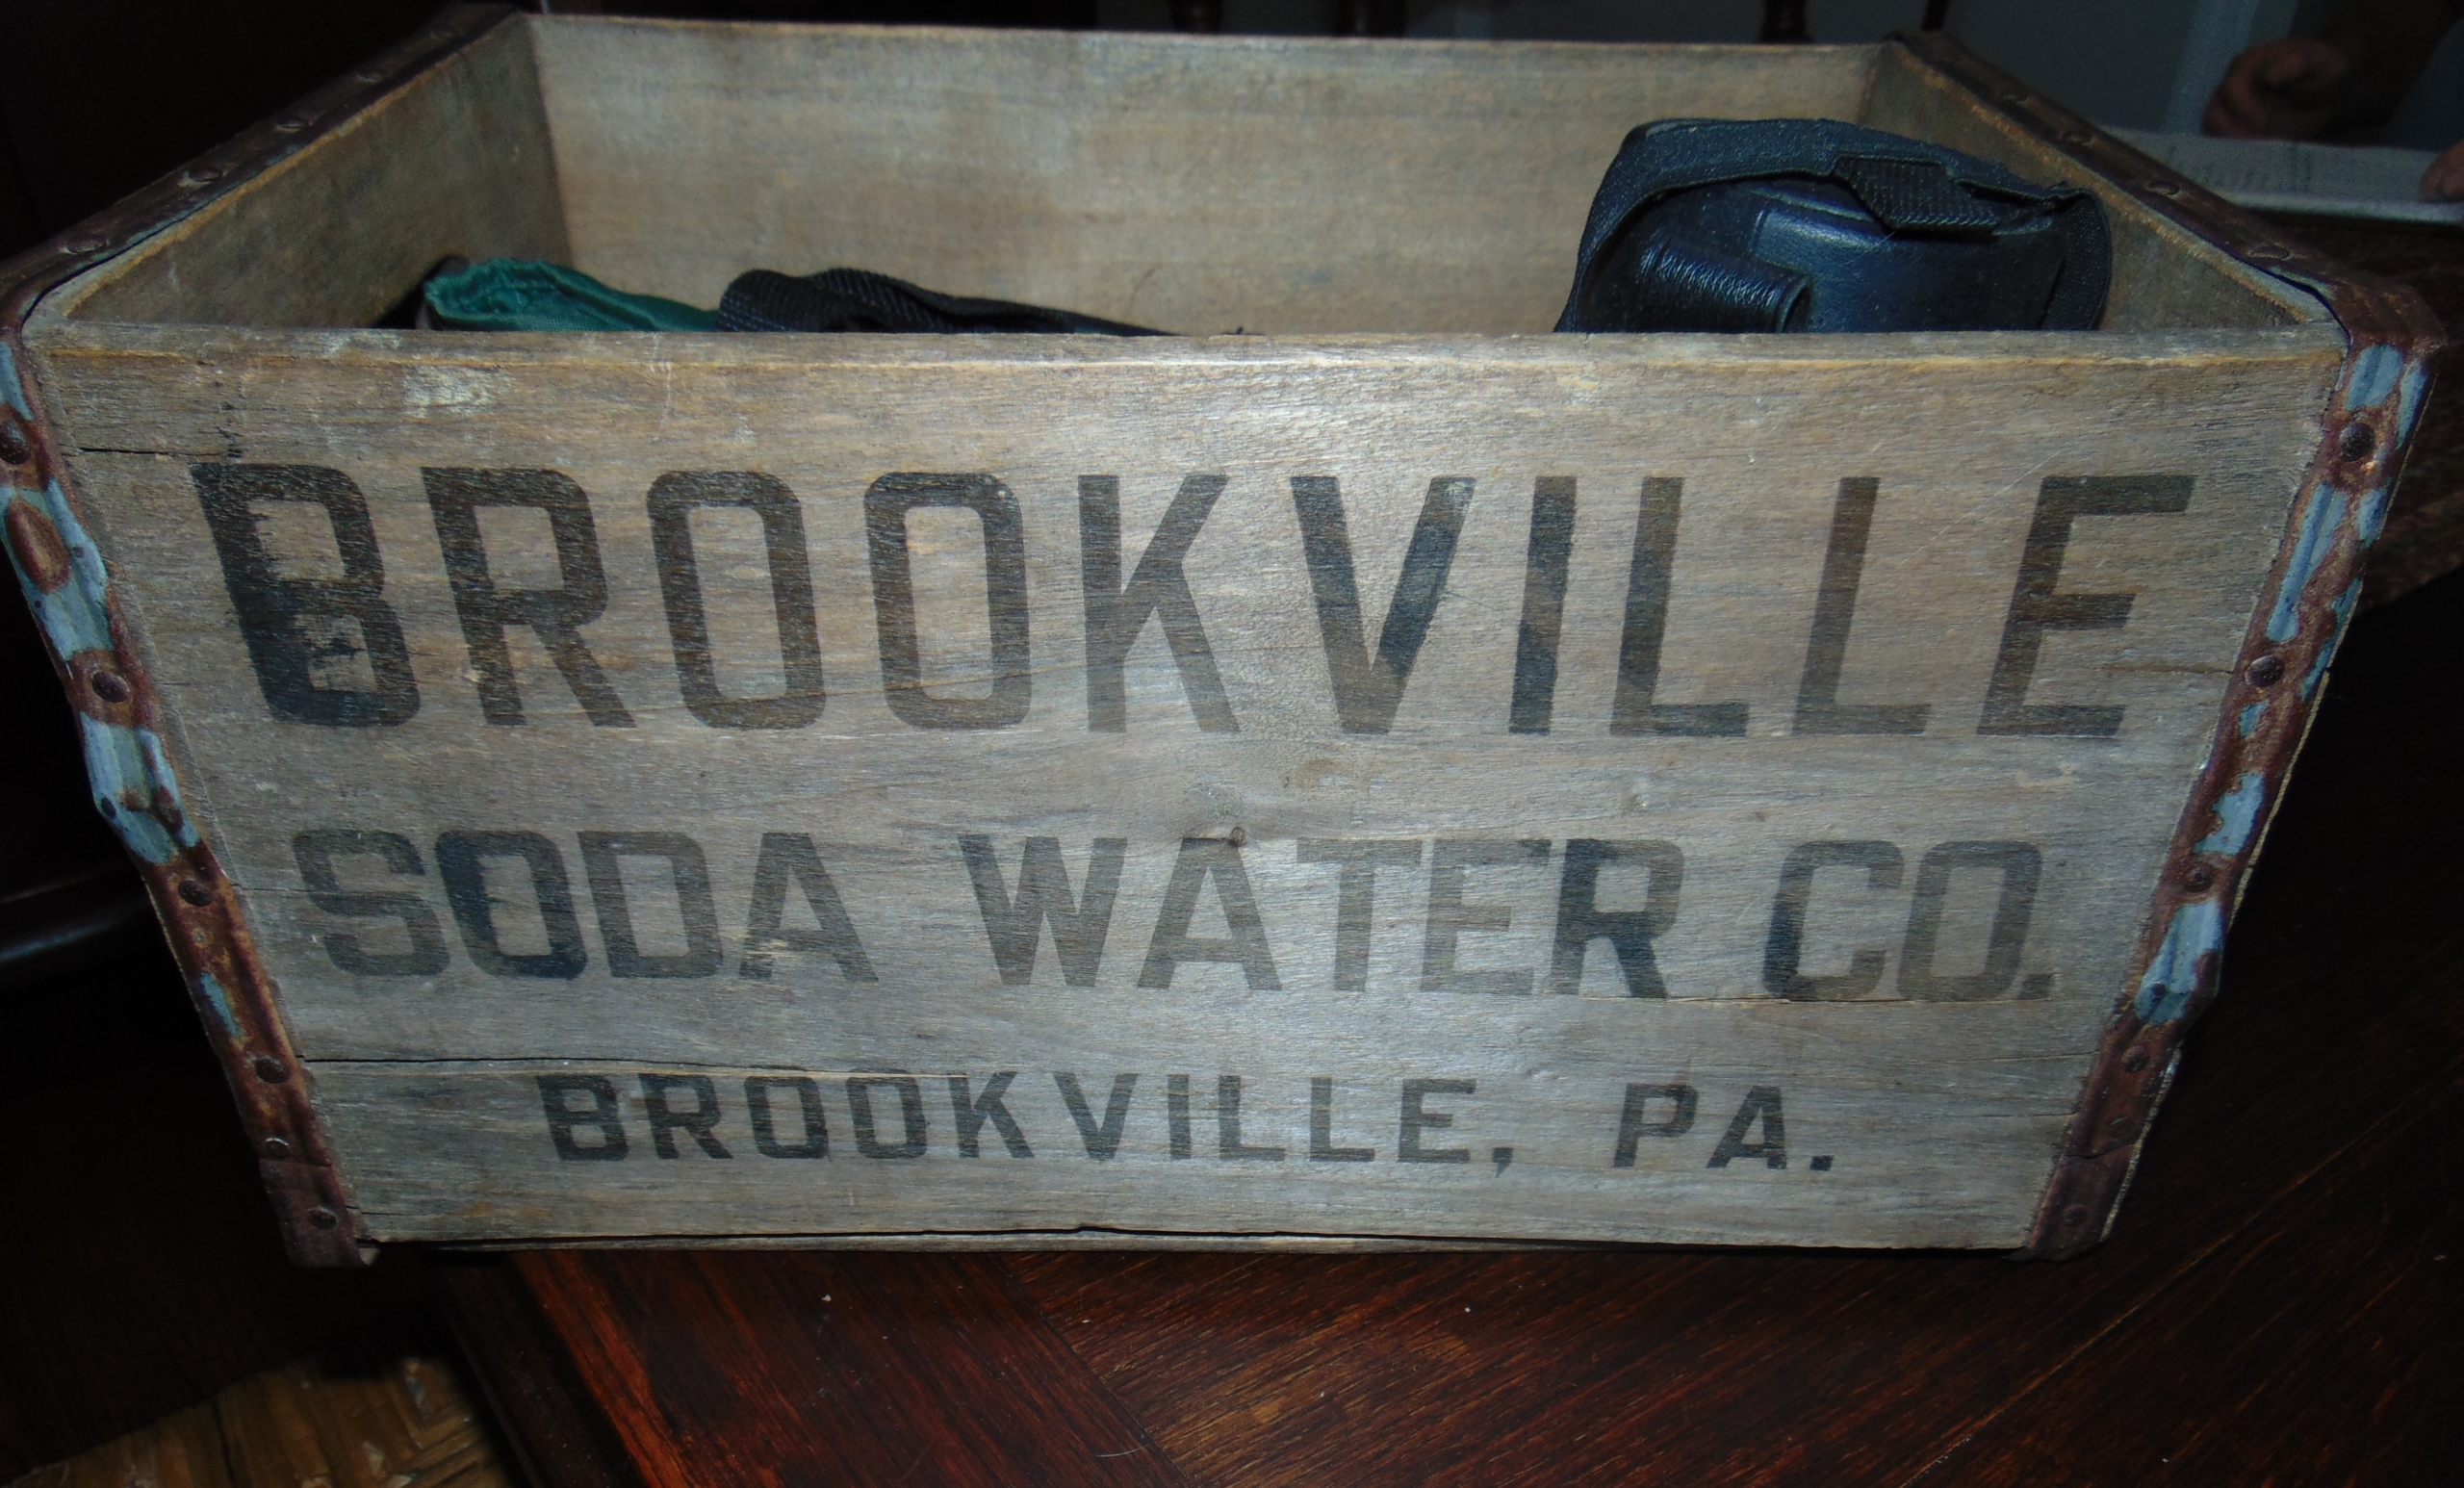 BROOKVILLE
SODA WATER CO.
BROOKVILLE, PA.